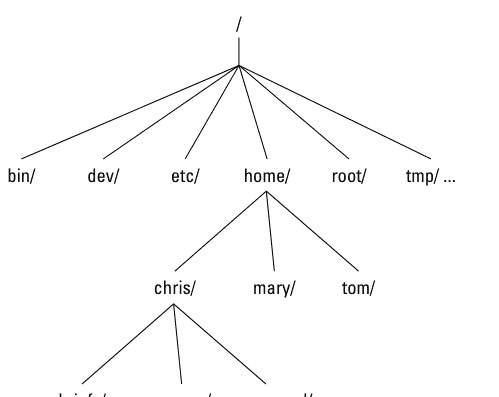 /
bin/ dev/ etc/ home/ root/ tmp/ ...
chris/ mary/ tom/